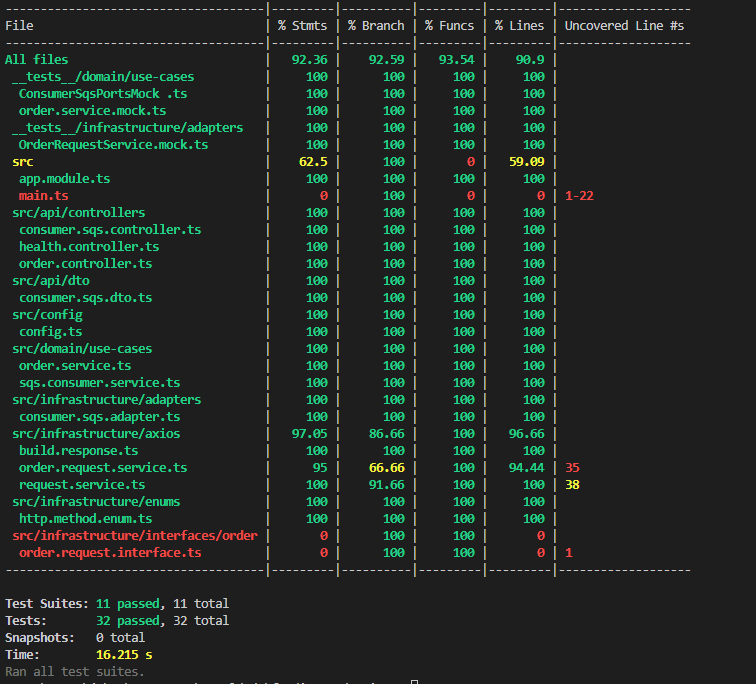 -----------------------------------|---------|----------|---------|---------|-------------------
File                               | % Stmts | % Branch | % Funcs | % Lines | Uncovered Line #s
-----------------------------------|---------|----------|---------|---------|-------------------
All files                          |   92.36 |    92.59 |   93.54 |    90.9 |
 __tests__/domain/use-cases        |     100 |      100 |     100 |     100 |
  ConsumerSqsPortsMock .ts         |     100 |      100 |     100 |     100 |
  order.service.mock.ts            |     100 |      100 |     100 |     100 |
 __tests__/infrastructure/adapters |     100 |      100 |     100 |     100 |
  OrderRequestService.mock.ts      |     100 |      100 |     100 |     100 |
 src                               |    62.5 |      100 |       0 |   59.09 |
  app.module.ts                    |     100 |      100 |     100 |     100 |
  main.ts                          |       0 |      100 |       0 |       0 | 1-22
 src/api/controllers               |     100 |      100 |     100 |     100 |
  consumer.sqs.controller.ts       |     100 |      100 |     100 |     100 |
  health.controller.ts             |     100 |      100 |     100 |     100 |
  order.controller.ts              |     100 |      100 |     100 |     100 |
 src/api/dto                       |     100 |      100 |     100 |     100 |
  consumer.sqs.dto.ts              |     100 |      100 |     100 |     100 |
 src/config                        |     100 |      100 |     100 |     100 |
  config.ts                        |     100 |      100 |     100 |     100 |
 src/domain/use-cases              |     100 |      100 |     100 |     100 |
  order.service.ts                 |     100 |      100 |     100 |     100 |
  sqs.consumer.service.ts          |     100 |      100 |     100 |     100 |
 src/infrastructure/adapters       |     100 |      100 |     100 |     100 |
  consumer.sqs.adapter.ts          |     100 |      100 |     100 |     100 |
 src/infrastructure/axios          |   97.05 |    86.66 |     100 |   96.66 |
  build.response.ts                |     100 |      100 |     100 |     100 |
  order.request.service.ts         |      95 |    66.66 |     100 |   94.44 | 35
  request.service.ts               |     100 |    91.66 |     100 |     100 | 38
 src/infrastructure/enums          |     100 |      100 |     100 |     100 |
  http.method.enum.ts              |     100 |      100 |     100 |     100 |
 src/infrastructure/interfaces/order |       0 |      100 |     100 |       0 |
  order.request.interface.ts       |       0 |      100 |     100 |       0 | 1
-----------------------------------|---------|----------|---------|---------|-------------------
Test Suites: 11 passed, 11 total
Tests:       32 passed, 32 total
Snapshots:   0 total
Time:        16.215 s
Ran all test suites.